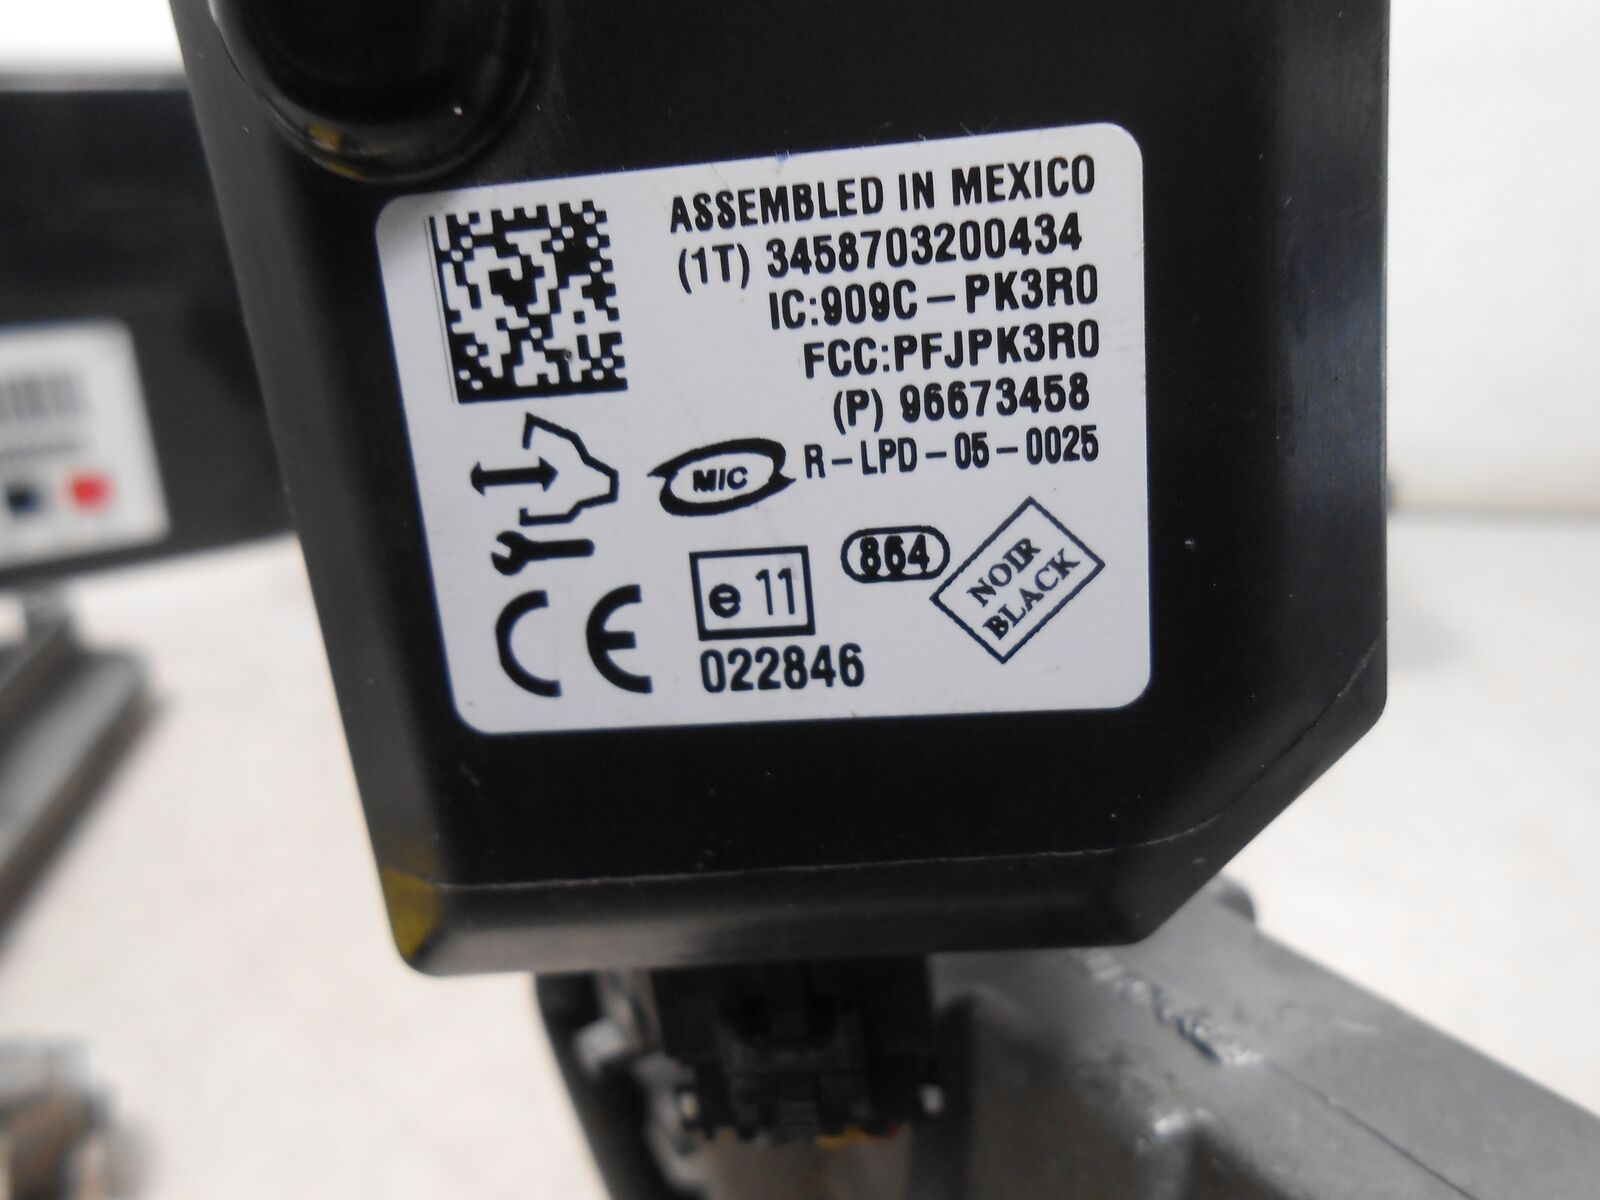 ASSEMBLED IN MEXICO
(1T) 3458703200434
IC:909C-PK3R0
FCC:PFJPK3R0
(P) 96673458
MIC R-LPD-05-0025
864
NOIR
BLACK
CE
e 11
022846